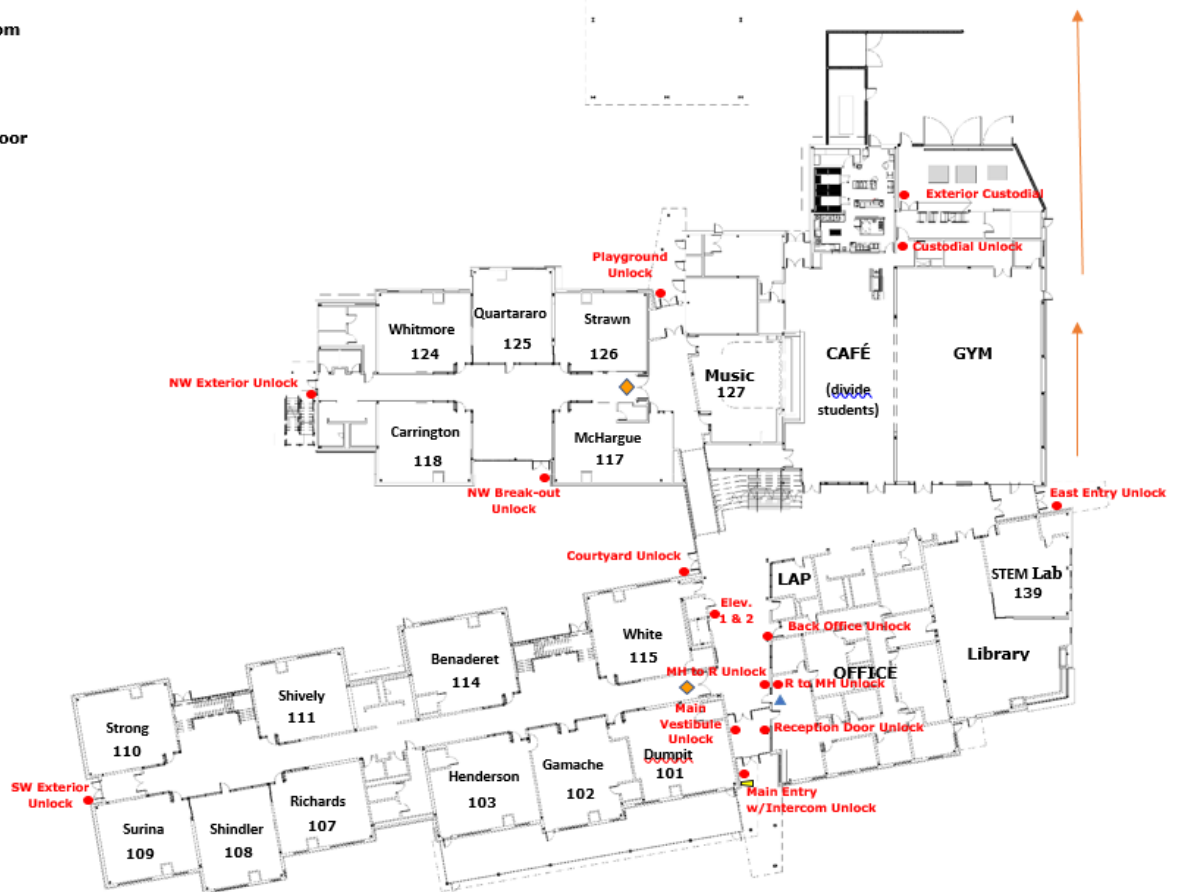 om
oor
Exterior Custodial
Custodial Unlock
Playground
Unlock
Quartararo
125
Strawn
126
Whitmore
124
CAFÉ
(divide
students)
GYM
Music
127
NW Exterior Unlock
Carrington
118
McHargue
117
NW Break-out
Unlock
East Entry Unlock
Courtyard Unlock
LAP
STEM Lab
139
Elev.
1 & 2
White
115
Back Office Unlock
Benaderet
114
Library
MH to R Unlock
OFFICE
R to MH Unlock
Shively
111
Strong
110
Main
Vestibule
Unlock
Reception Door Unlock
Dumpit
101
Gamache
102
Henderson
103
SW Exterior
Unlock
Main Entry
w/Intercom Unlock
Richards
107
Surina
109
Shindler
108